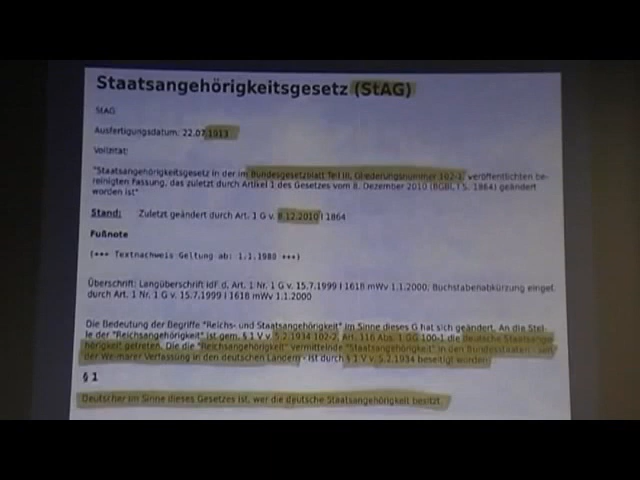 Staatsangehörigkeitsgesetz (StAG)
StAG
Ausfertigungsdatum: 22.07.1913
Vollzitat:
"Staatsangehörigkeitsgesetz in der im Bundesgesetzblatt Teil III, Gliederungsnummer 102-1, veröffentlichten be-
reinigten Fassung, das zuletzt durch Artikel 1 des Gesetzes vom 8. Dezember 2010 (BGBl. I S. 1864) geändert
worden ist"
Stand: Zuletzt geändert durch Art. 1 G v. 8.12.2010 I 1864
Fußnote
(+++ Textnachweis Geltung ab: 1.1.1980 +++)
Überschrift: Langüberschrift idF d. Art. 1 Nr. 1 G v. 15.7.1999 I 1618 mWv 1.1.2000; Buchstabenabkürzung eingef.
durch Art. 1 Nr. 1 G v. 15.7.1999 I 1618 mWv 1.1.2000
Die Bedeutung der Begriffe "Reichs- und Staatsangehörigkeit" im Sinne dieses G hat sich geändert. An die Stel-
le der "Reichsangehörigkeit" ist gem. § 1 V v. 5.2.1934 102-2, Art. 116 Abs. 1 GG 100-1 die deutsche Staatsange-
hörigkeit getreten. Die die "Reichsangehörigkeit" vermittelnde "Staatsangehörigkeit" in den Bundesstaaten - seit
der Weimarer Verfassung in den deutschen Ländern - ist durch § 1 V v. 5.2.1934 beseitigt worden.
§ 1
Deutscher im Sinne dieses Gesetzes ist, wer die deutsche Staatsangehörigkeit besitzt.